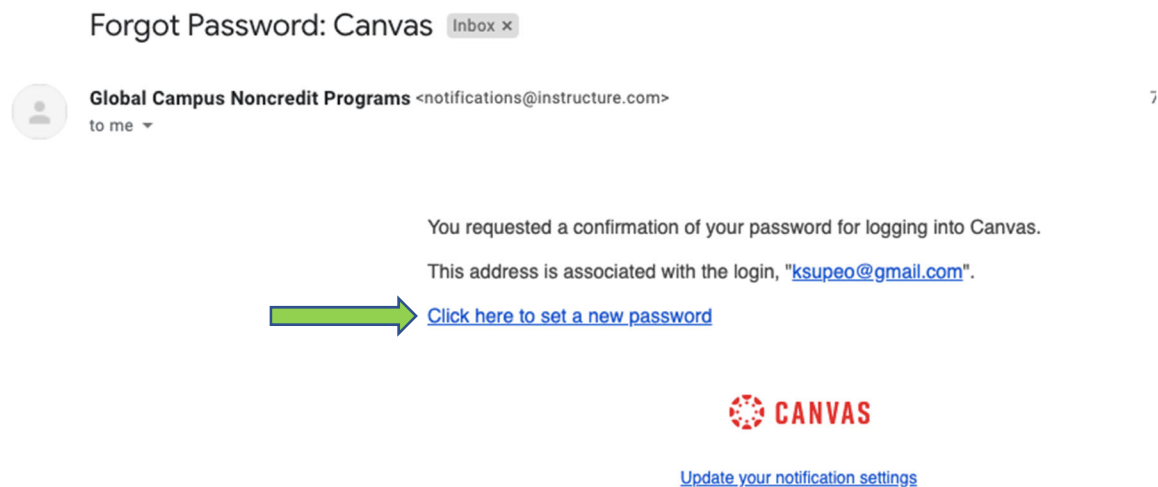 Forgot Password: Canvas Inbox ×
Global Campus Noncredit Programs <notifications@instructure.com>
to me
You requested a confirmation of your password for logging into Canvas.
This address is associated with the login, "ksupeo@gmail.com".
Click here to set a new password
CANVAS
Update your notification settings